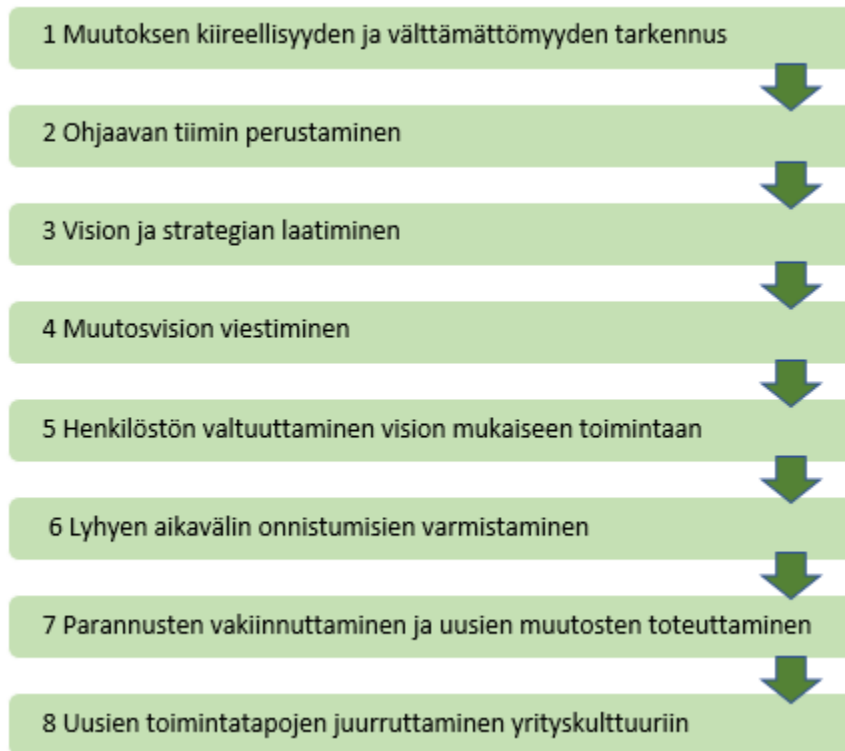 1 Muutoksen kiireellisyyden ja välttämättömyyden tarkennus
2 Ohjaavan tiimin perustaminen
3 Vision ja strategian laatiminen
4 Muutosvision viestiminen
5 Henkilöstön valtuuttaminen vision mukaiseen toimintaan
6 Lyhyen aikavälin onnistumisien varmistaminen
7 Parannusten vakiinnuttaminen ja uusien muutosten toteuttaminen
8 Uusien toimintatapojen juurruttaminen yrityskulttuuriin